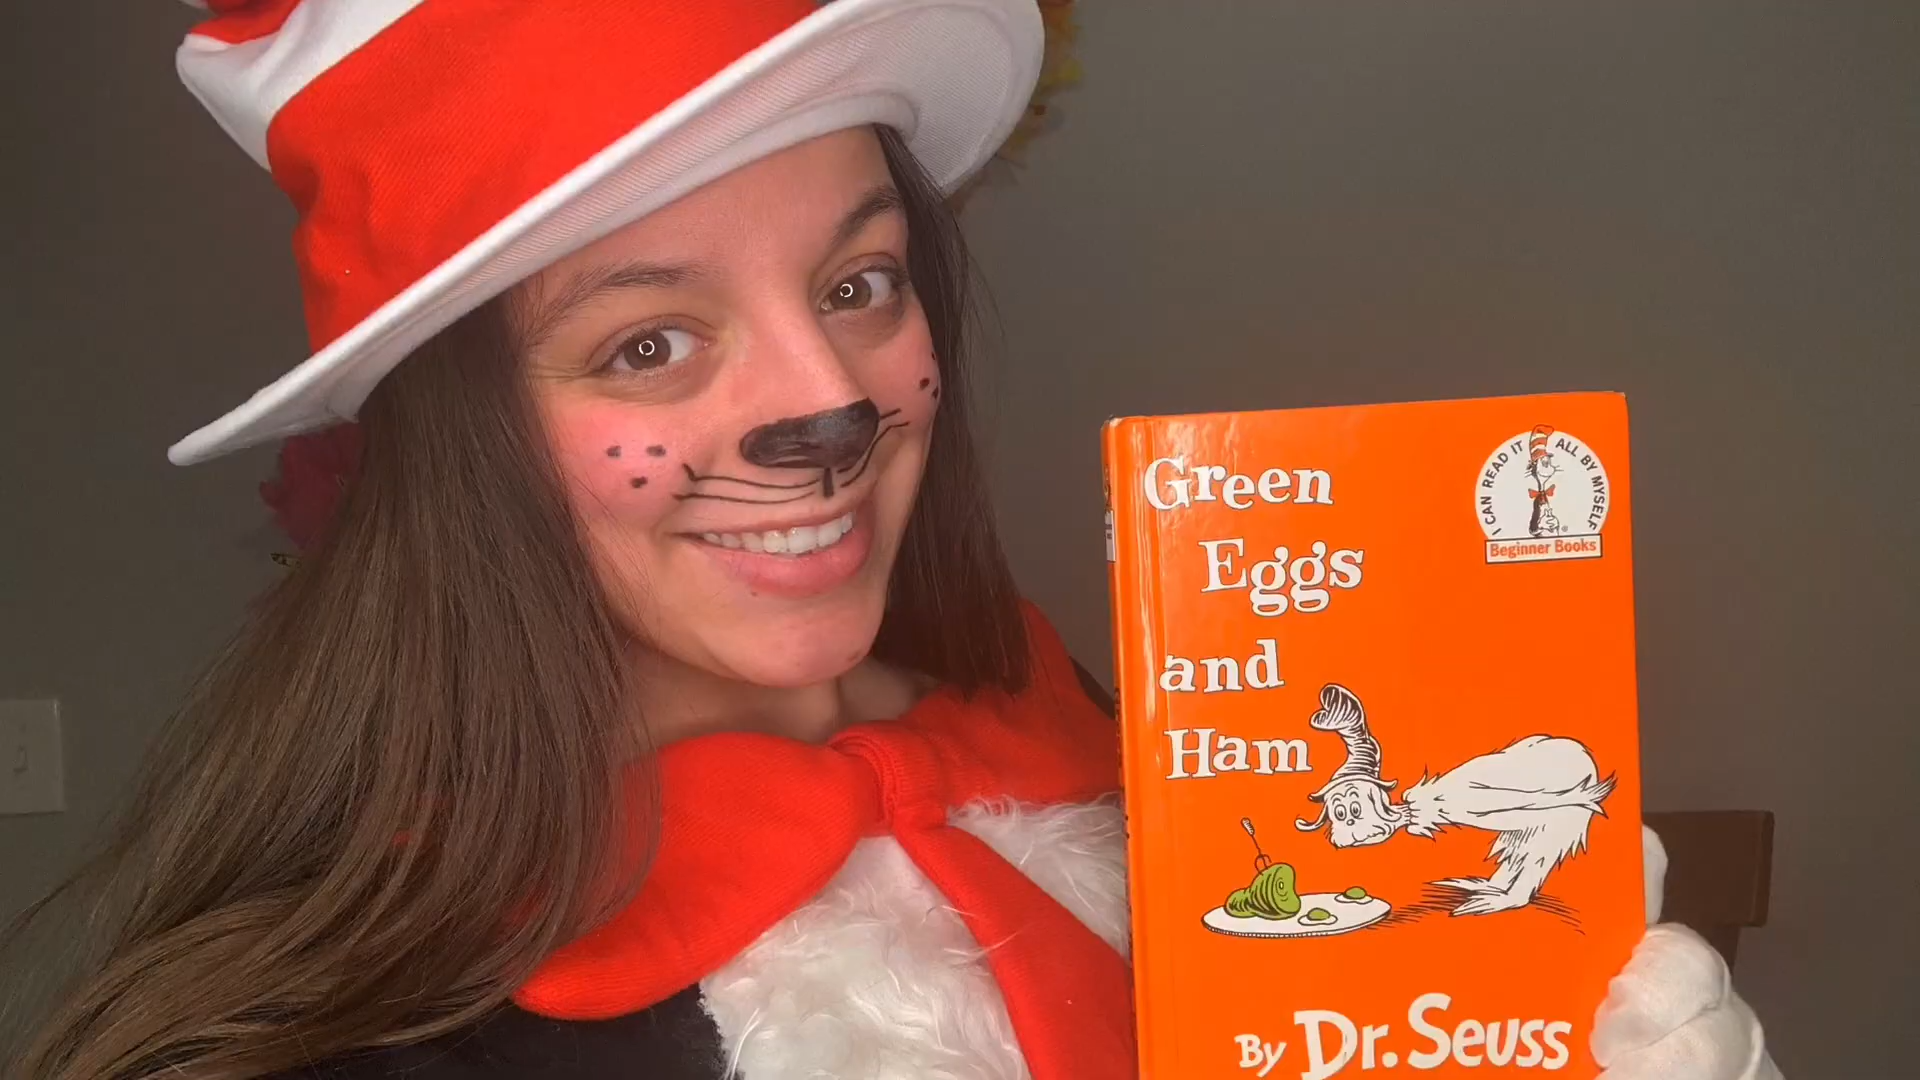 Green
Eggs
and
Ham
I CAN READ IT ALL BY MYSELF
Beginner Books
By Dr. Seuss